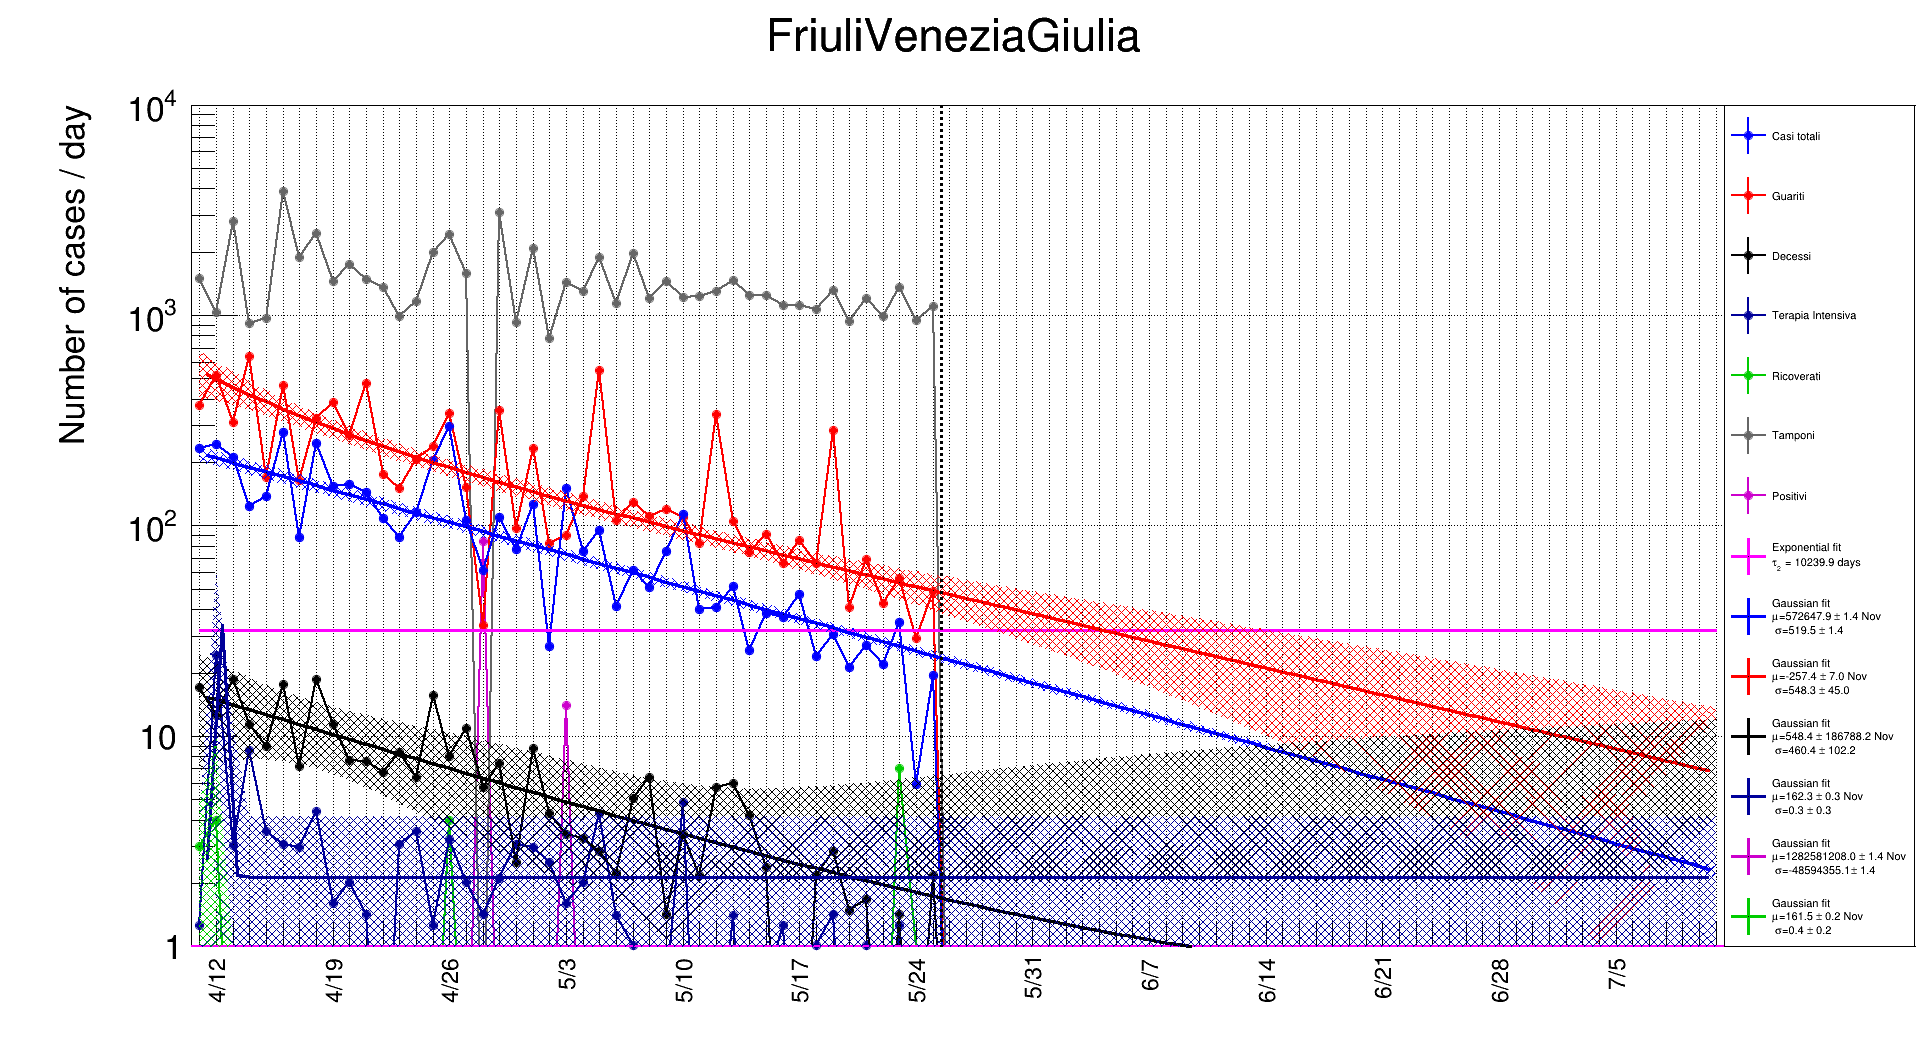 FriuliVeneziaGiulia
Number of cases / day
10^4
10^3
10^2
10
1
4/12
4/19
4/26
5/3
5/10
5/17
5/24
5/31
6/7
6/14
6/21
6/28
7/5
Casi totali
Guariti
Decessi
Terapia Intensiva
Ricoverati
Tamponi
Positivi
Exponential fit
τ_2 = 10239.9 days
Gaussian fit
μ=572647.9 ± 1.4 Nov
σ=519.5 ± 1.4
Gaussian fit
μ=-257.4 ± 7.0 Nov
σ=548.3 ± 45.0
Gaussian fit
μ=548.4 ± 186788.2 Nov
σ=460.4 ± 102.2
Gaussian fit
μ=162.3 ± 0.3 Nov
σ=0.3 ± 0.3
Gaussian fit
μ=1282581208.0 ± 1.4 Nov
σ=-48594355.1 ± 1.4
Gaussian fit
μ=161.5 ± 0.2 Nov
σ=0.4 ± 0.2